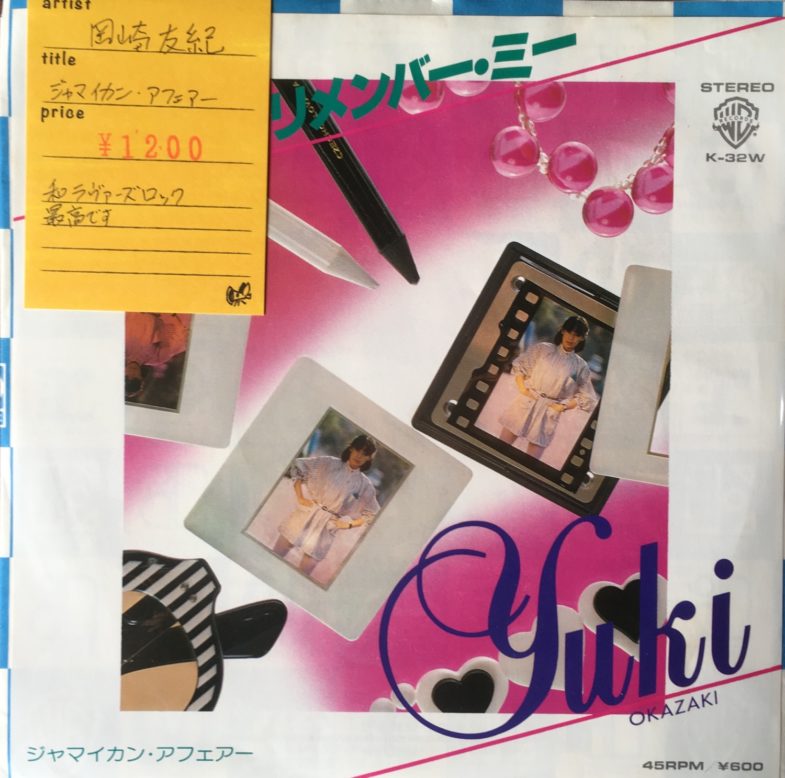 artist
岡崎友紀
title
ジャマイカン・アフェアー
price
¥1200
和ラヴァーズロック
最高です
リメンバー・ミー
STEREO
RECORDS
K-32W
Yuki
OKAZAKI
ジャマイカン・アフェアー
45RPM/¥600